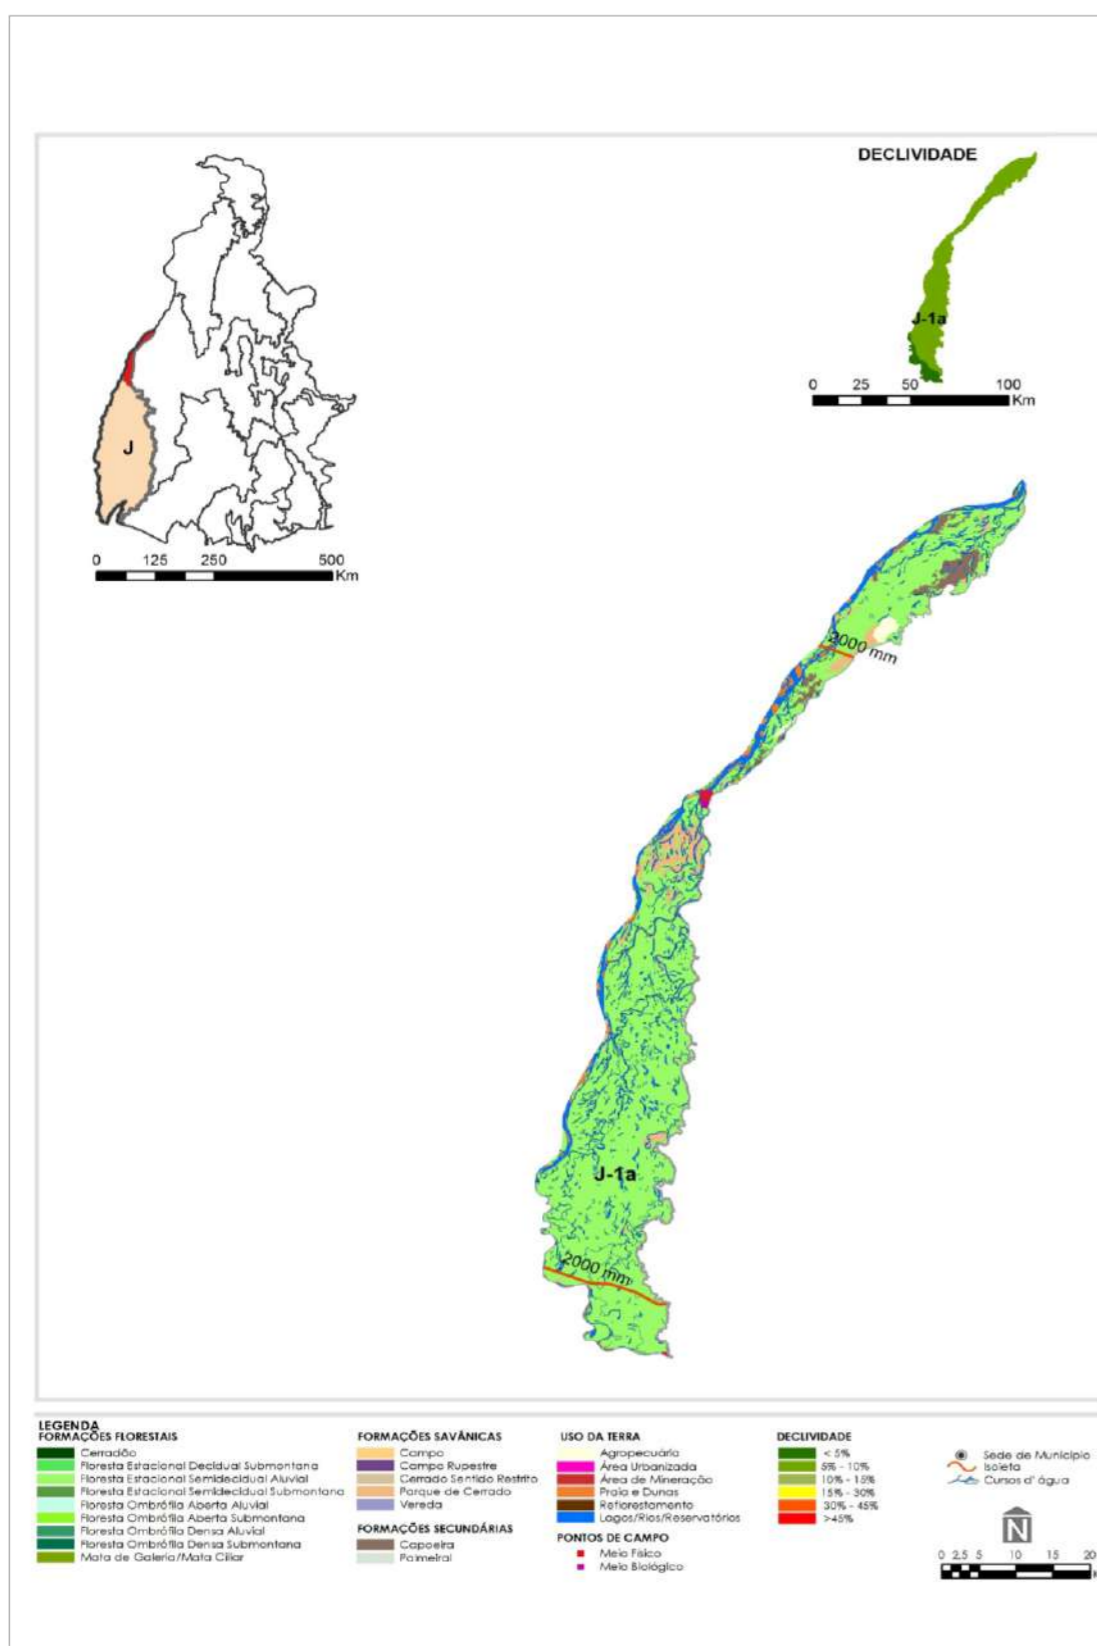 DECLIVIDADE
J-1a
0 25 50 100
Km
J
0 125 250 500
Km
2000 mm
J-1a
2000 mm
LEGENDA
FORMAÇÕES FLORESTAIS
Cerradão
Floresta Estacional Decidual Submontana
Floresta Estacional Semidecidual Aluvial
Floresta Estacional Semidecidual Submontana
Floresta Ombrófila Aberta Aluvial
Floresta Ombrófila Aberta Submontana
Floresta Ombrófila Densa Aluvial
Floresta Ombrófila Densa Submontana
Mata de Galeria/Mata Ciliar
FORMAÇÕES SAVÂNICAS
Campo
Campo Rupestre
Cerrado Sentido Restrito
Parque de Cerrado
Vereda
FORMAÇÕES SECUNDÁRIAS
Capoeira
Palmeiral
USO DA TERRA
Agropecuária
Área Urbanizada
Área de Mineração
Praia e Dunas
Reflorestamento
Lagos/Rios/Reservatórios
PONTOS DE CAMPO
Meio Físico
Meio Biológico
DECLIVIDADE
< 5%
5% - 10%
10% - 15%
15% - 30%
30% - 45%
>45%
Sede de Município
Isoieta
Cursos d' água
N
0 2,5 5 10 15 20